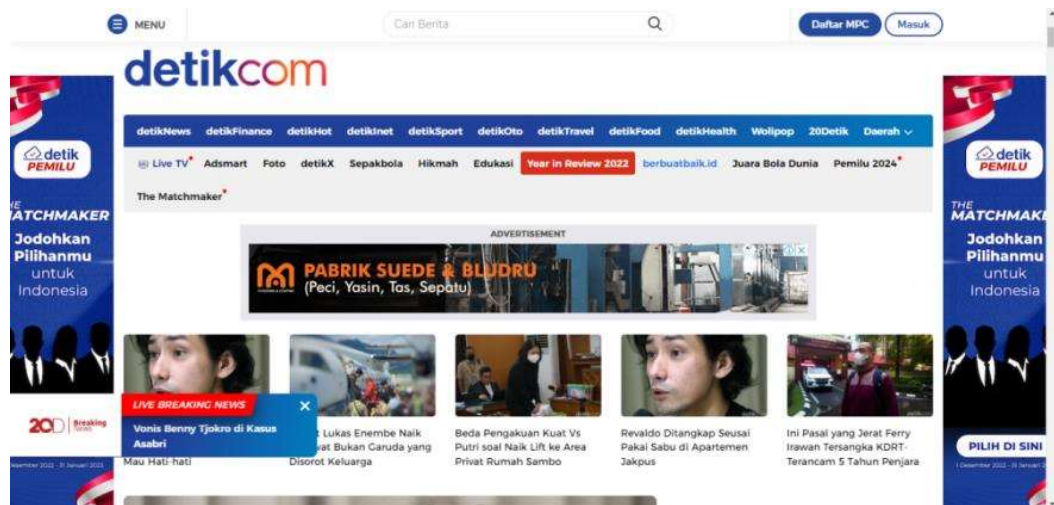 MENU
Cari Berita
Daftar MPC
Masuk
detikcom
detikNews detikFinance detikHot detikInet detikSport detikOto detikTravel detikFood detikHealth Wolipop 20Detik Daerah
Live TV Adsmart Foto detikX Sepakbola Hikmah Edukasi Year in Review 2022 berbuatbaik.id Juara Bola Dunia Pemilu 2024
The Matchmaker
detik
PEMILU
MATCHMAKER
Jodohkan
Pilihanmu
untuk
Indonesia
20D Breaking News
detik
PEMILU
THE
MATCHMAKE
Jodohkan
Pilihanmu
untuk
Indonesia
PILIH DI SINI
ADVERTISEMENT
PABRIK SUEDE & BLUDRU
(Peci, Yasin, Tas, Sepatu)
LIVE BREAKING NEWS
Vonis Benny Tjokro di Kasus
Asabri
Mau Hati-hati
Lukas Enembe Naik
Bukan Garuda yang
Disorot Keluarga
Beda Pengakuan Kuat Vs
Putri soal Naik Lift ke Area
Privat Rumah Sambo
Revaldo Ditangkap Seusai
Pakai Sabu di Apartemen
Jakpus
Ini Pasal yang Jerat Ferry
Irawan Tersangka KDRT-
Terancam 5 Tahun Penjara